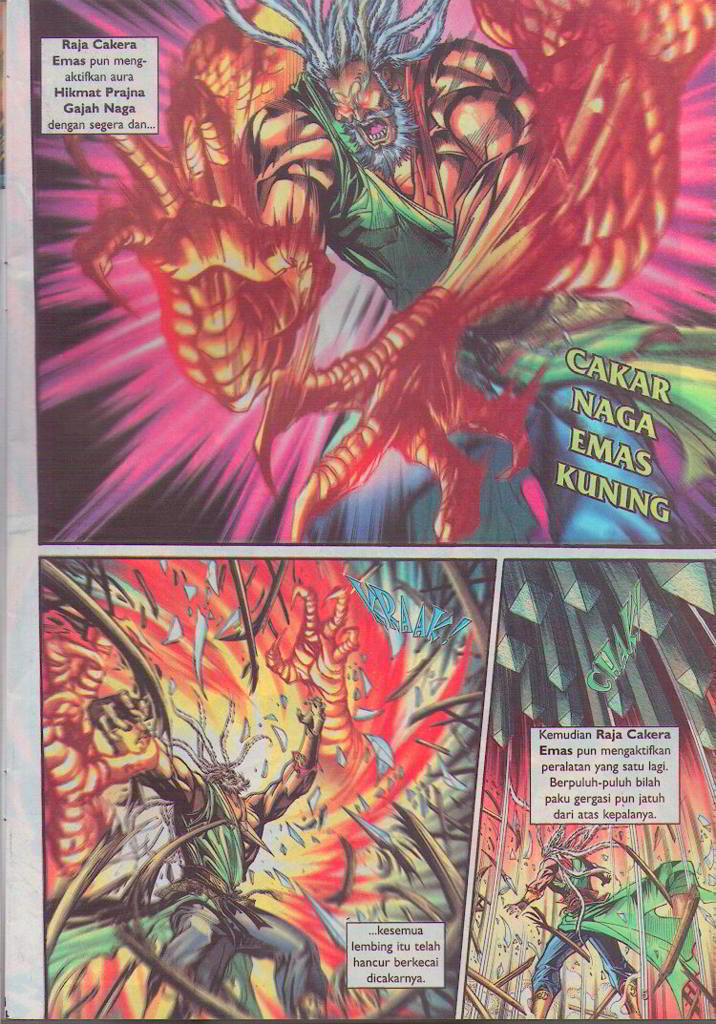 Raja Cakera
Emas pun meng-
aktifkan aura
Hikmat Prajna
Gajah Naga
dengan segera dan...
CAKAR
NAGA
EMAS
KUNING
KRAAK!
...kesemua
lembing itu telah
hancur berkecai
dicakarnya.
CHAK!
Kemudian Raja Cakera
Emas pun mengaktifkan
peralatan yang satu lagi.
Berpuluh-puluh bilah
paku gergasi pun jatuh
dari atas kepalanya.